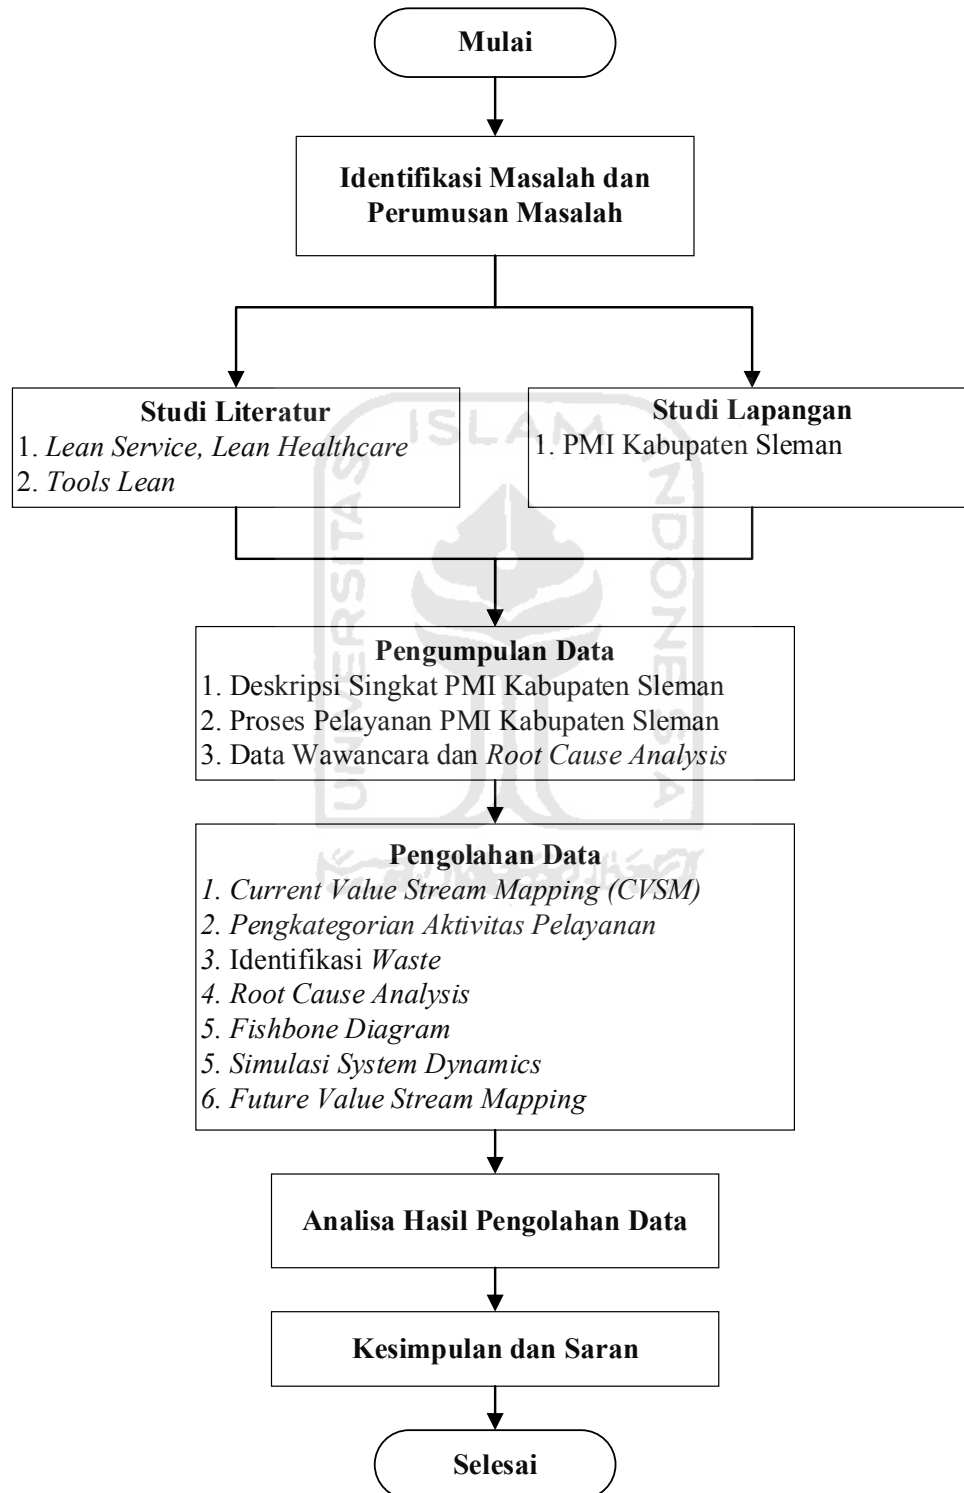 Mulai
Identifikasi Masalah dan
Perumusan Masalah
Studi Literatur
1. Lean Service, Lean Healthcare
2. Tools Lean
Studi Lapangan
1. PMI Kabupaten Sleman
Pengumpulan Data
1. Deskripsi Singkat PMI Kabupaten Sleman
2. Proses Pelayanan PMI Kabupaten Sleman
3. Data Wawancara dan Root Cause Analysis
Pengolahan Data
1. Current Value Stream Mapping (CVSM)
2. Pengkategorian Aktivitas Pelayanan
3. Identifikasi Waste
4. Root Cause Analysis
5. Fishbone Diagram
5. Simulasi System Dynamics
6. Future Value Stream Mapping
Analisa Hasil Pengolahan Data
Kesimpulan dan Saran
Selesai
UNIVERSITAS
ISLAM
INDONESIA